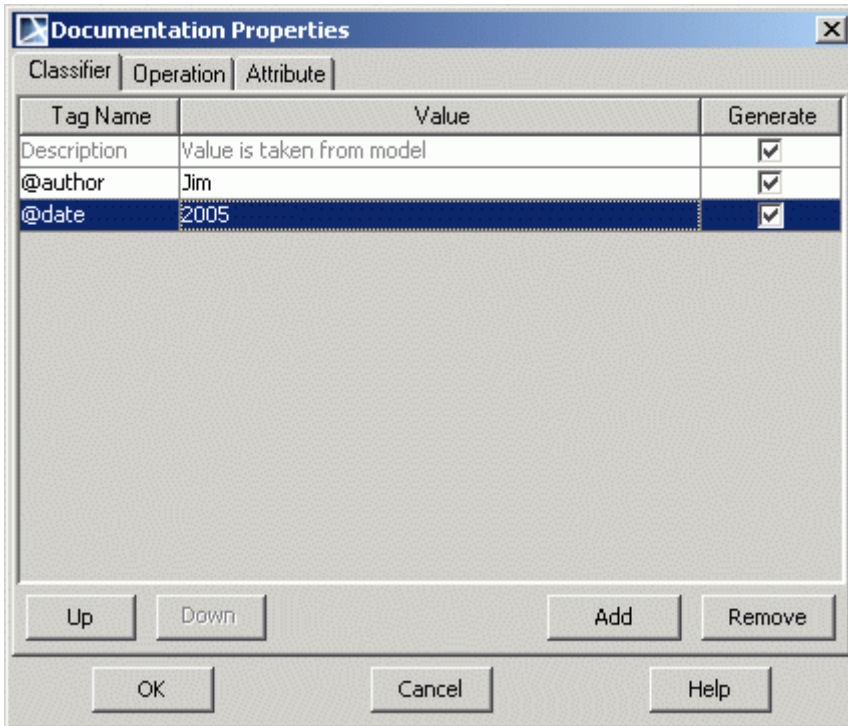 Documentation Properties
Classifier Operation Attribute
Tag Name Value Generate
Description Value is taken from model
@author Jim
@date 2005
Up Down Add Remove
OK Cancel Help